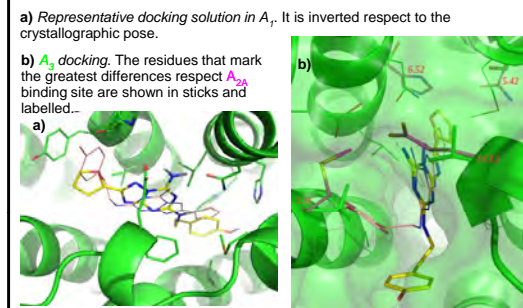 a) Representative docking solution in A1. It is inverted respect to the
crystallographic pose.
b) A3 docking. The residues that mark
the greatest differences respect A2A
binding site are shown in sticks and
labelled.
a)
b)
6.52
5.42